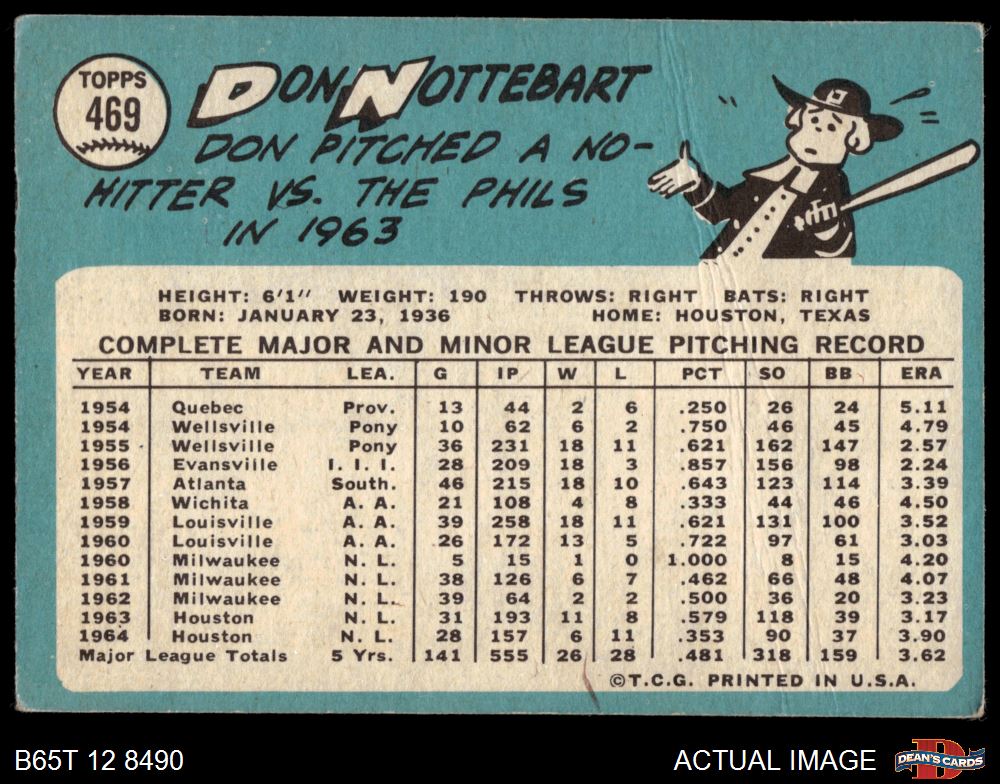 TOPPS
469
DON NOTTEBART
DON PITCHED A NO-
HITTER VS. THE PHILS
IN 1963
HEIGHT: 6'1" WEIGHT: 190 THROWS: RIGHT BATS: RIGHT
BORN: JANUARY 23, 1936 HOME: HOUSTON, TEXAS
COMPLETE MAJOR AND MINOR LEAGUE PITCHING RECORD
YEAR TEAM LEA. G IP W L PCT SO BB ERA
1954 Quebec Prov. 13 44 2 6 .250 26 24 5.11
1954 Wellsville Pony 10 62 6 2 .750 46 45 4.79
1955 Wellsville Pony 36 231 18 11 .621 162 147 2.57
1956 Evansville I. I. I. 28 209 18 3 .857 156 98 2.24
1957 Atlanta South. 46 215 18 10 .643 123 114 3.39
1958 Wichita A. A. 21 108 4 8 .333 44 46 4.50
1959 Louisville A. A. 39 258 18 11 .621 131 100 3.52
1960 Louisville A. A. 26 172 13 5 .722 97 61 3.03
1960 Milwaukee N. L. 5 15 1 0 1.000 8 15 4.20
1961 Milwaukee N. L. 38 126 6 7 .462 66 48 4.07
1962 Milwaukee N. L. 39 64 2 2 .500 36 20 3.23
1963 Houston N. L. 31 193 11 8 .579 118 39 3.17
1964 Houston N. L. 28 157 6 11 .353 90 37 3.90
Major League Totals 5 Yrs. 141 555 26 28 .481 318 159 3.62
©T.C.G. PRINTED IN U.S.A.
B65T 12 8490 ACTUAL IMAGE
DEAN'S CARDS